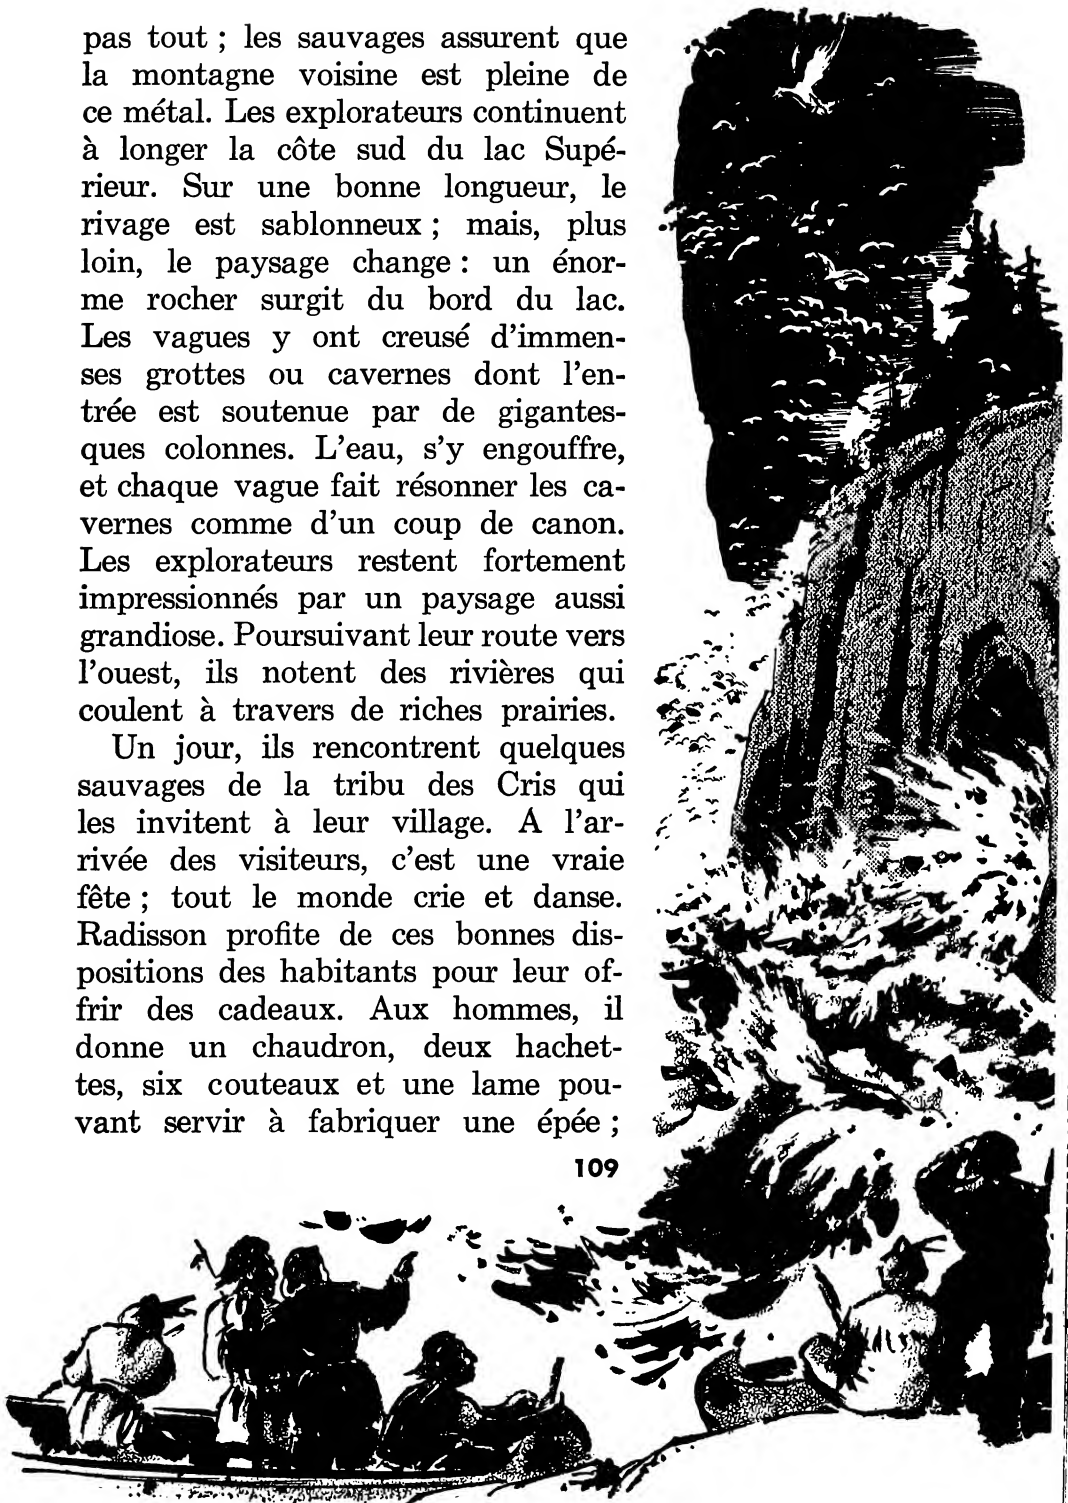 pas tout ; les sauvages assurent que
la montagne voisine est pleine de
ce métal. Les explorateurs continuent
à longer la côte sud du lac Supé-
rieur. Sur une bonne longueur, le
rivage est sablonneux ; mais, plus
loin, le paysage change : un énor-
me rocher surgit du bord du lac.
Les vagues y ont creusé d'immen-
ses grottes ou cavernes dont l'en-
trée est soutenue par de gigantes-
ques colonnes. L'eau, s'y engouffre,
et chaque vague fait résonner les ca-
vernes comme d'un coup de canon.
Les explorateurs restent fortement
impressionnés par un paysage aussi
grandiose. Poursuivant leur route vers
l'ouest, ils notent des rivières qui
coulent à travers de riches prairies.
Un jour, ils rencontrent quelques
sauvages de la tribu des Cris qui
les invitent à leur village. A l'ar-
rivée des visiteurs, c'est une vraie
fête ; tout le monde crie et danse.
Radisson profite de ces bonnes dis-
positions des habitants pour leur of-
frir des cadeaux. Aux hommes, il
donne un chaudron, deux hachet-
tes, six couteaux et une lame pou-
vant servir à fabriquer une épée ;
109